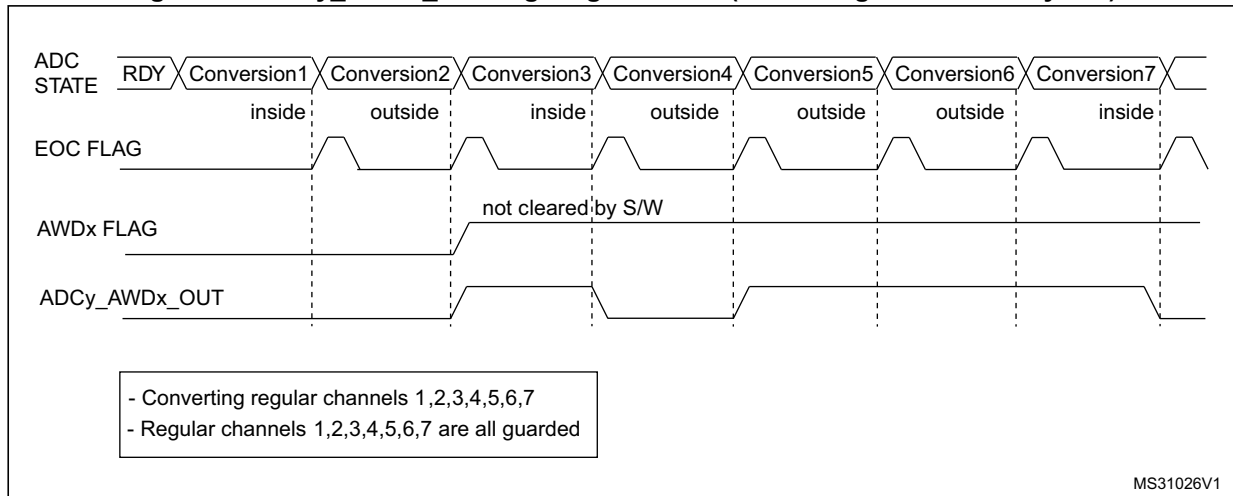 ADC
STATE
RDY Conversion1 Conversion2 Conversion3 Conversion4 Conversion5 Conversion6 Conversion7
inside outside inside outside outside outside inside
EOC FLAG
not cleared by S/W
AWDx FLAG
ADCy_AWDx_OUT
- Converting regular channels 1,2,3,4,5,6,7
- Regular channels 1,2,3,4,5,6,7 are all guarded
MS31026V1